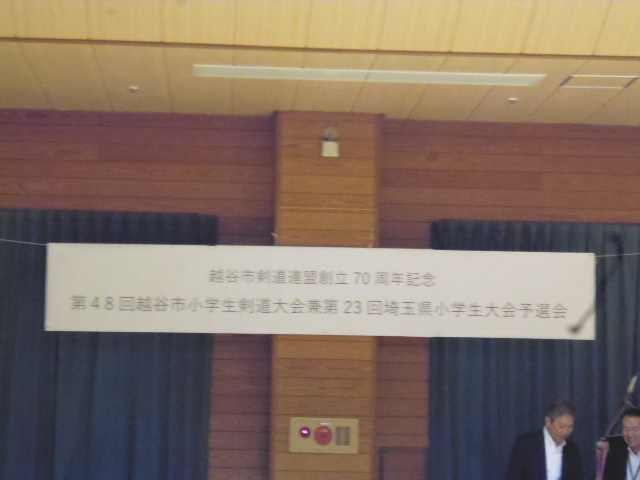 越谷市剣道連盟創立70周年記念
第48回越谷市小学生剣道大会兼第23回埼玉県小学生大会予選会